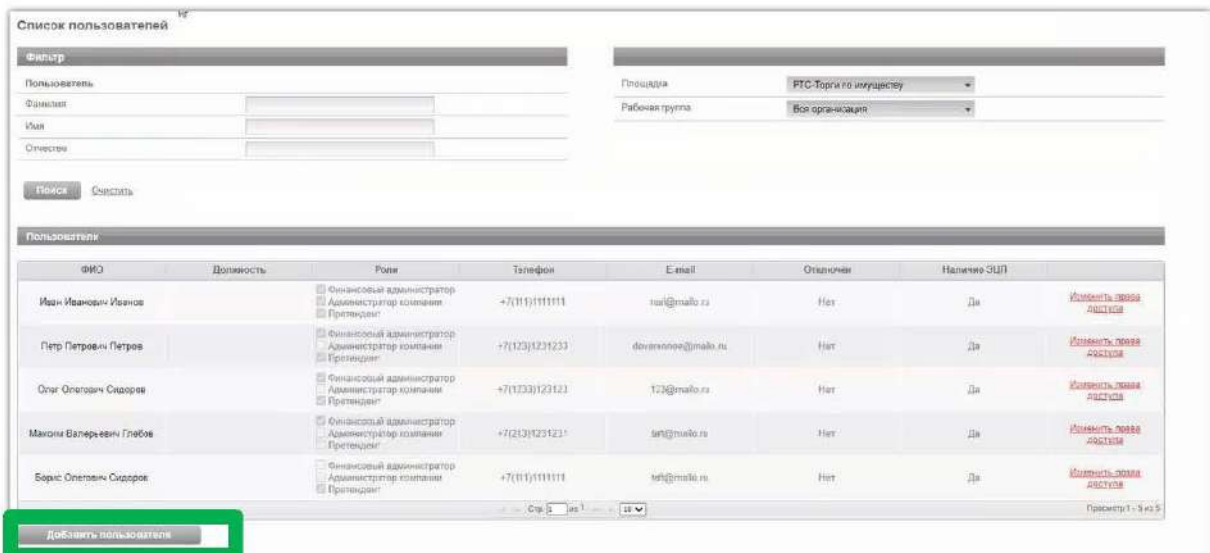 Список пользователей
Фильтр
Пользователь
Фамилия
Имя
Отчество
Площадка РТС-Торги по имуществу
Рабочая группа Вся организация
Поиск Очистить
Пользователи
ФИО Должность Роли Телефон E-mail Отключен Наличие ЭЦП
Иван Иванович Иванов Финансовый администратор Администратор компании Претендент +7(111)1111111 Нет Да Изменить права доступа
Петр Петрович Петров Финансовый администратор Администратор компании Претендент +7(123)1231233 Нет Да Изменить права доступа
Олег Олегович Сидоров Финансовый администратор Администратор компании Претендент +7(1233)123123 123@mailo.ru Нет Да Изменить права доступа
Максим Валерьевич Глебов Финансовый администратор Администратор компании Претендент +7(213)1231231 Нет Да Изменить права доступа
Борис Олегович Сидоров Финансовый администратор Администратор компании Претендент +7(111)1111111 Нет Да Изменить права доступа
Стр. 1 из 1 10 Просмотр 1 - 5 из 5
Добавить пользователя